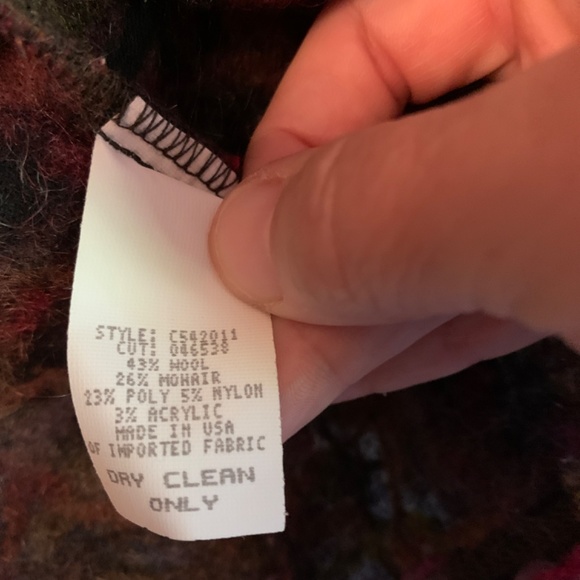 STYLE: C542011
CUT: 046538
43% WOOL
26% MOHAIR
23% POLY 5% NYLON
3% ACRYLIC
MADE IN USA
OF IMPORTED FABRIC
DRY CLEAN
ONLY